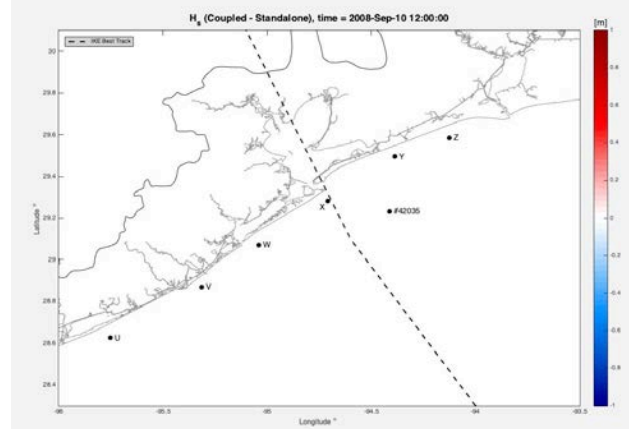 H_s (Coupled - Standalone), time = 2008-Sep-10 12:00:00
[m]
IKE-Best Track
30
29.8
29.6
29.4
29.2
29
28.8
28.6
28.4
Latitude °
Z
Y
X
#42035
W
V
U
-96
-95.5
-95
-94.5
-94
-93.5
Longitude °
1
0.8
0.6
0.4
0.2
0
-0.2
-0.4
-0.6
-0.8
-1